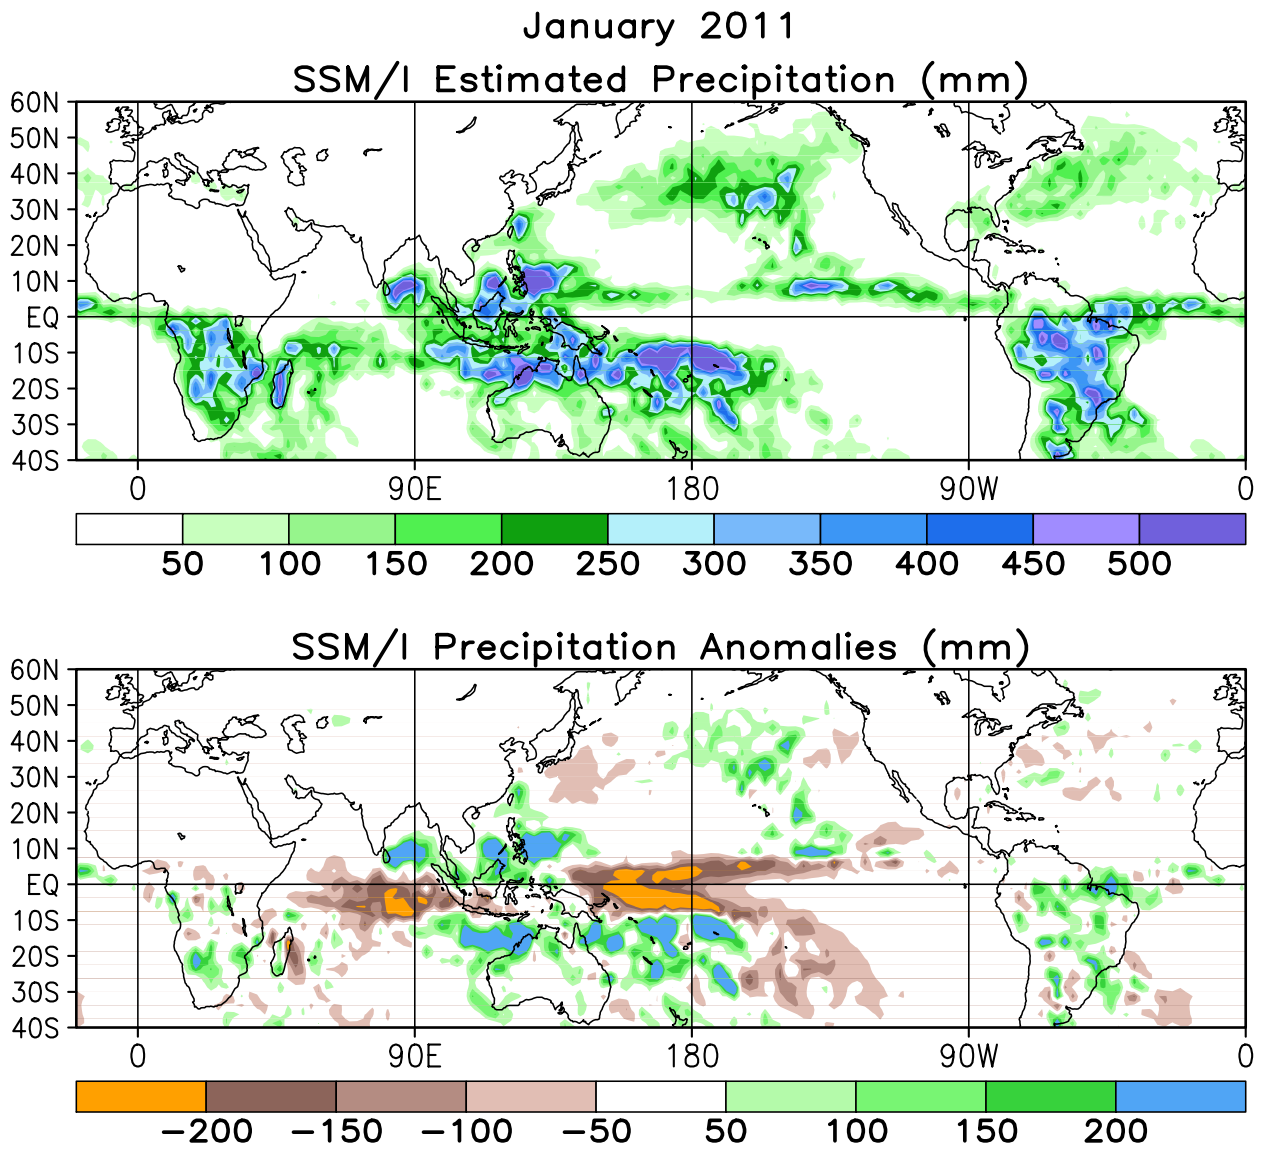 January 2011
SSM/I Estimated Precipitation (mm)
60N
50N
40N
30N
20N
10N
EQ
10S
20S
30S
40S
0 90E 180 90W 0
50 100 150 200 250 300 350 400 450 500
SSM/I Precipitation Anomalies (mm)
60N
50N
40N
30N
20N
10N
EQ
10S
20S
30S
40S
0 90E 180 90W 0
−200 −150 −100 −50 50 100 150 200